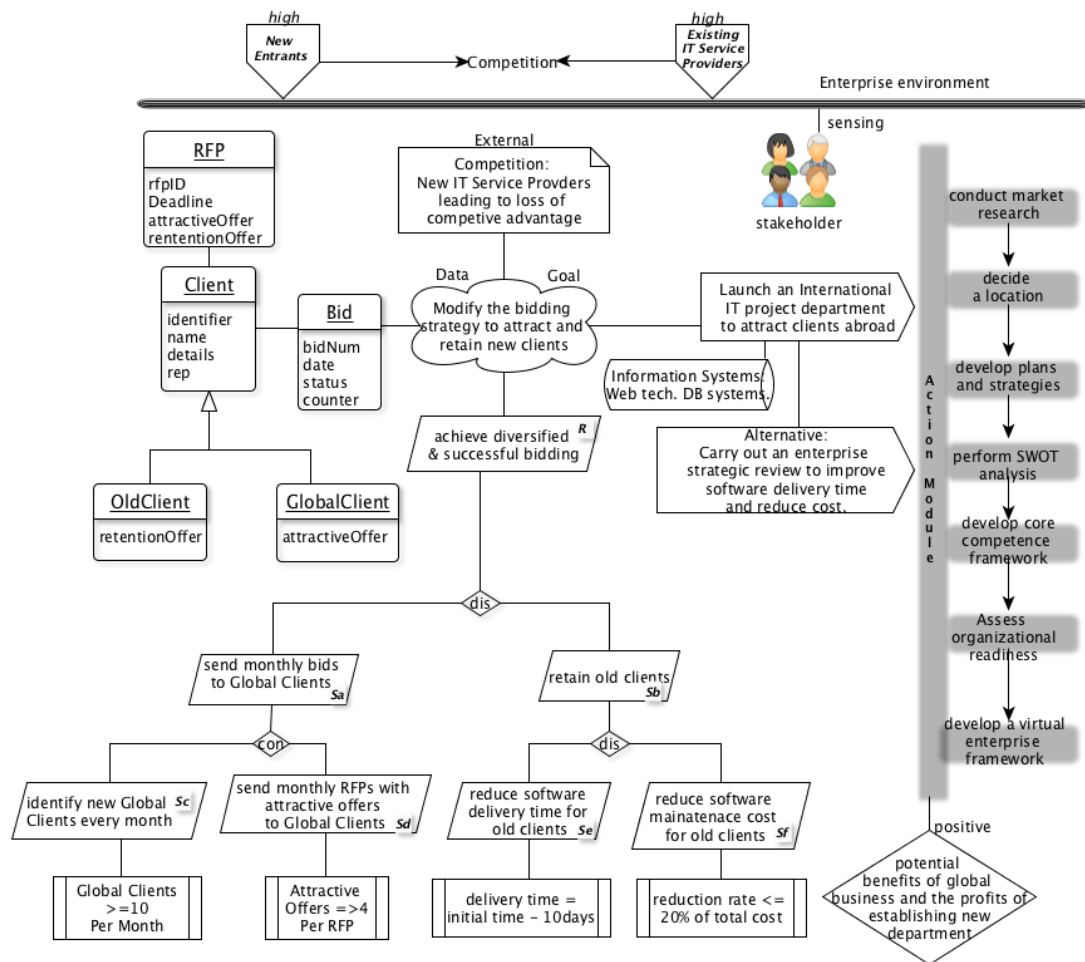 high
New
Entrants
Competition
high
Existing
IT Service
Providers
Enterprise environment
sensing
stakeholder
RFP
rfpID
Deadline
attractiveOffer
rententionOffer
External
Competition:
New IT Service Provders
leading to loss of
competive advantage
Client
identifier
name
details
rep
Bid
bidNum
date
status
counter
Data
Goal
Modify the bidding
strategy to attract and
retain new clients
Launch an International
IT project department
to attract clients abroad
Information Systems:
Web tech. DB systems.
Alternative:
Carry out an enterprise
strategic review to improve
software delivery time
and reduce cost.
achieve diversified R
& successful bidding
OldClient
retentionOffer
GlobalClient
attractiveOffer
dis
send monthly bids
to Global Clients
Sa
retain old clients
Sb
con
dis
identify new Global Sc
Clients every month
send monthly RFPs with
attractive offers
to Global Clients Sd
reduce software
delivery time for
old clients Se
reduce software
maintatenace cost
for old clients Sf
Global Clients
>=10
Per Month
Attractive
Offers =>4
Per RFP
delivery time =
initial time - 10days
reduction rate <=
20% of total cost
Action Module
conduct market
research
decide
a location
develop plans
and strategies
perform SWOT
analysis
develop core
competence
framework
Assess
organizational
readiness
develop a virtual
enterprise
framework
positive
potential
benefits of global
business and the profits of
establishing new
department